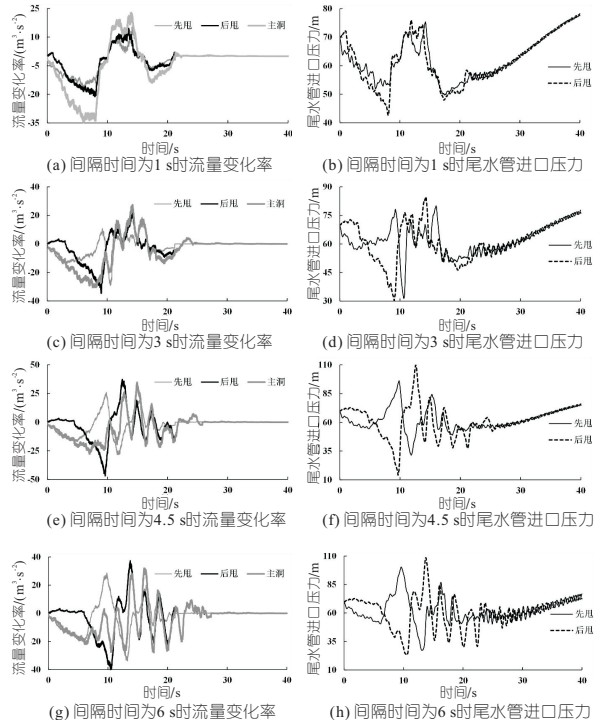 流量变化率/(m³·s⁻²)
25
5
-15
-35
先甩 后甩 主洞
0 10 20 30 40
时间/s
(a) 间隔时间为1 s时流量变化率
尾水管进口压力/m
80
70
60
50
40
先甩
后甩
0 10 20 30 40
时间/s
(b) 间隔时间为1 s时尾水管进口压力
流量变化率/(m³·s⁻²)
40
20
0
-20
-40
先甩 后甩 主洞
0 10 20 30 40
时间/s
(c) 间隔时间为3 s时流量变化率
尾水管进口压力/m
90
70
50
30
先甩
后甩
0 10 20 30 40
时间/s
(d) 间隔时间为3 s时尾水管进口压力
流量变化率/(m³·s⁻²)
50
25
0
-25
-50
先甩 后甩 主洞
0 10 20 30 40
时间/s
(e) 间隔时间为4.5 s时流量变化率
尾水管进口压力/m
110
85
60
35
10
先甩
后甩
0 10 20 30 40
时间/s
(f) 间隔时间为4.5 s时尾水管进口压力
流量变化率/(m³·s⁻²)
40
20
0
-20
-40
先甩 后甩 主洞
0 10 20 30 40
时间/s
(g) 间隔时间为6 s时流量变化率
尾水管进口压力/m
110
85
60
35
10
先甩
后甩
0 10 20 30 40
时间/s
(h) 间隔时间为6 s时尾水管进口压力